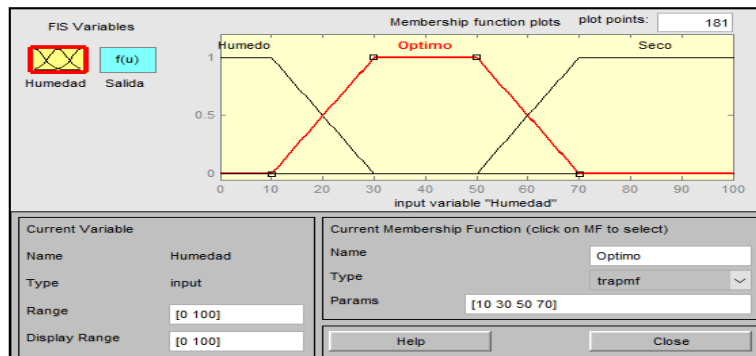 FIS Variables
Membership function plots plot points: 181
f(u)
Humedad Salida
Humedo Optimo Seco
1
0.5
0
0 10 20 30 40 50 60 70 80 90 100
input variable "Humedad"
Current Variable
Name Humedad
Type input
Range [0 100]
Display Range [0 100]
Current Membership Function (click on MF to select)
Name Optimo
Type trapmf
Params [10 30 50 70]
Help Close